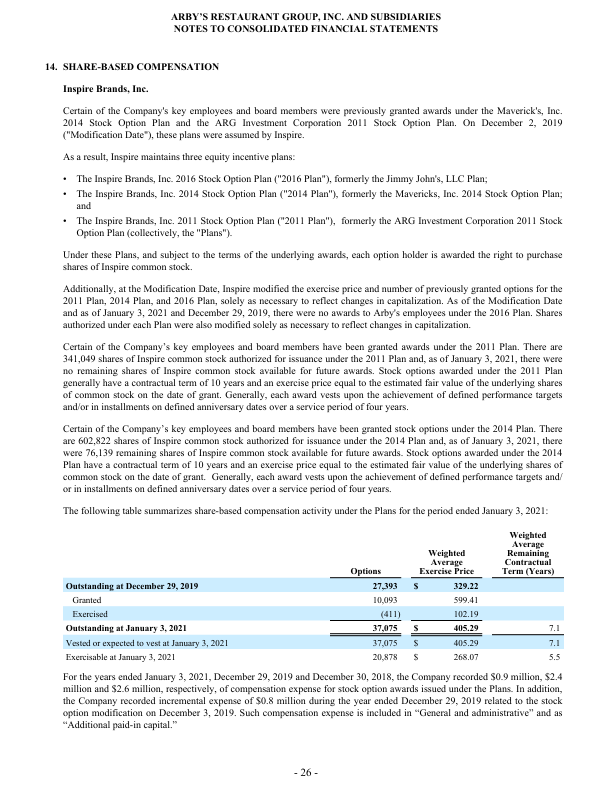 ARBY'S RESTAURANT GROUP, INC. AND SUBSIDIARIES
NOTES TO CONSOLIDATED FINANCIAL STATEMENTS
14. SHARE-BASED COMPENSATION
Inspire Brands, Inc.
Certain of the Company's key employees and board members were previously granted awards under the Maverick's, Inc.
2014 Stock Option Plan and the ARG Investment Corporation 2011 Stock Option Plan. On December 2, 2019
("Modification Date"), these plans were assumed by Inspire.
As a result, Inspire maintains three equity incentive plans:
• The Inspire Brands, Inc. 2016 Stock Option Plan ("2016 Plan"), formerly the Jimmy John's, LLC Plan;
• The Inspire Brands, Inc. 2014 Stock Option Plan ("2014 Plan"), formerly the Mavericks, Inc. 2014 Stock Option Plan;
and
• The Inspire Brands, Inc. 2011 Stock Option Plan ("2011 Plan"), formerly the ARG Investment Corporation 2011 Stock
Option Plan (collectively, the "Plans").
Under these Plans, and subject to the terms of the underlying awards, each option holder is awarded the right to purchase
shares of Inspire common stock.
Additionally, at the Modification Date, Inspire modified the exercise price and number of previously granted options for the
2011 Plan, 2014 Plan, and 2016 Plan, solely as necessary to reflect changes in capitalization. As of the Modification Date
and as of January 3, 2021 and December 29, 2019, there were no awards to Arby's employees under the 2016 Plan. Shares
authorized under each Plan were also modified solely as necessary to reflect changes in capitalization.
Certain of the Company’s key employees and board members have been granted awards under the 2011 Plan. There are
341,049 shares of Inspire common stock authorized for issuance under the 2011 Plan and, as of January 3, 2021, there were
no remaining shares of Inspire common stock available for future awards. Stock options awarded under the 2011 Plan
generally have a contractual term of 10 years and an exercise price equal to the estimated fair value of the underlying shares
of common stock on the date of grant. Generally, each award vests upon the achievement of defined performance targets
and/or in installments on defined anniversary dates over a service period of four years.
Certain of the Company’s key employees and board members have been granted stock options under the 2014 Plan. There
are 602,822 shares of Inspire common stock authorized for issuance under the 2014 Plan and, as of January 3, 2021, there
were 76,139 remaining shares of Inspire common stock available for future awards. Stock options awarded under the 2014
Plan have a contractual term of 10 years and an exercise price equal to the estimated fair value of the underlying shares of
common stock on the date of grant. Generally, each award vests upon the achievement of defined performance targets and/
or in installments on defined anniversary dates over a service period of four years.
The following table summarizes share-based compensation activity under the Plans for the period ended January 3, 2021:
Options Weighted Average Exercise Price Weighted Average Remaining Contractual Term (Years)
Outstanding at December 29, 2019 27,393 $ 329.22
Granted 10,093 599.41
Exercised (411) 102.19
Outstanding at January 3, 2021 37,075 $ 405.29 7.1
Vested or expected to vest at January 3, 2021 37,075 $ 405.29 7.1
Exercisable at January 3, 2021 20,878 $ 268.07 5.5
For the years ended January 3, 2021, December 29, 2019 and December 30, 2018, the Company recorded $0.9 million, $2.4
million and $2.6 million, respectively, of compensation expense for stock option awards issued under the Plans. In addition,
the Company recorded incremental expense of $0.8 million during the year ended December 29, 2019 related to the stock
option modification on December 3, 2019. Such compensation expense is included in “General and administrative” and as
“Additional paid-in capital.”
- 26 -